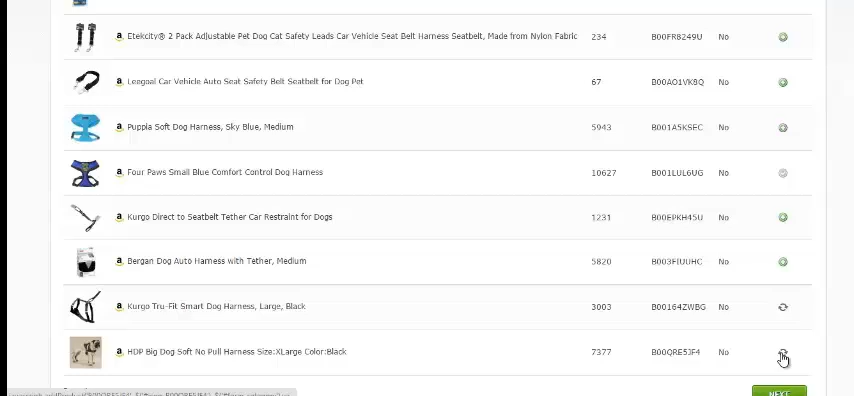 a Etekcity® 2 Pack Adjustable Pet Dog Cat Safety Leads Car Vehicle Seat Belt Harness Seatbelt, Made from Nylon Fabric 234 B00FR8249U No
a Leegoal Car Vehicle Auto Seat Safety Belt Seatbelt for Dog Pet 67 B00AO1VK8Q No
a Puppia Soft Dog Harness, Sky Blue, Medium 5943 B001A5KSEC No
a Four Paws Small Blue Comfort Control Dog Harness 10627 B001LUL6UG No
a Kurgo Direct to Seatbelt Tether Car Restraint for Dogs 1231 B00EPKH45U No
a Bergan Dog Auto Harness with Tether, Medium 5820 B003FIUUHC No
a Kurgo Tru-Fit Smart Dog Harness, Large, Black 3003 B00164ZWBG No
a HDP Big Dog Soft No Pull Harness Size:XLarge Color:Black 7377 B00QRE5JF4 No
NEXT